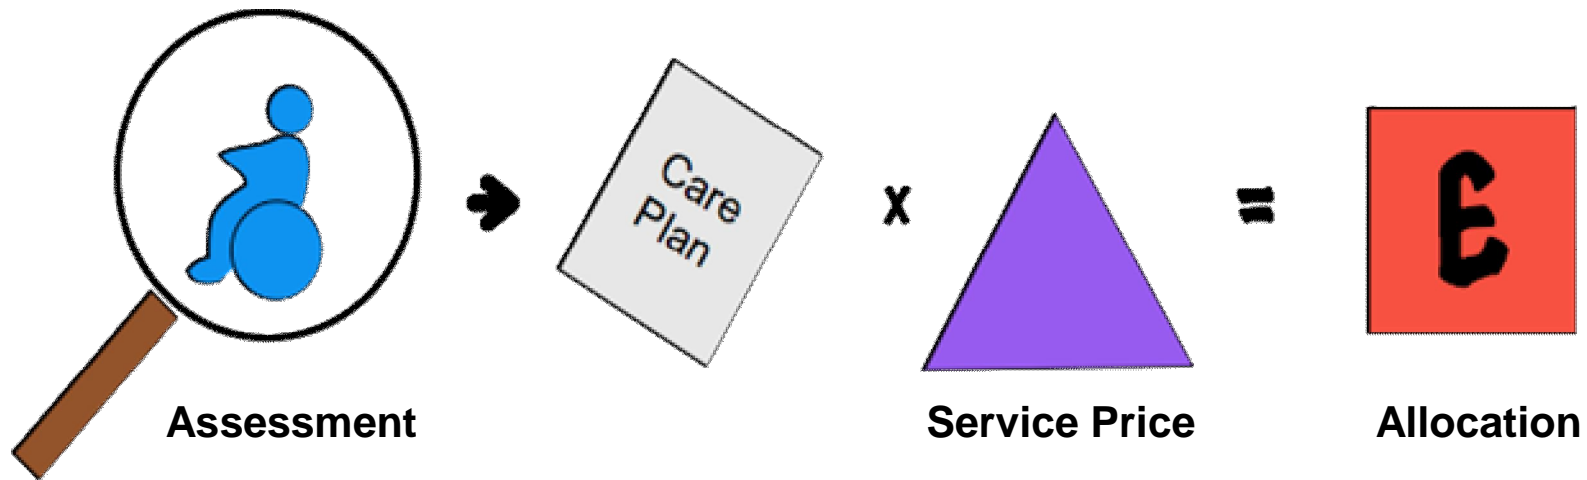 Care
Plan
x
=
Assessment
Service Price
Allocation